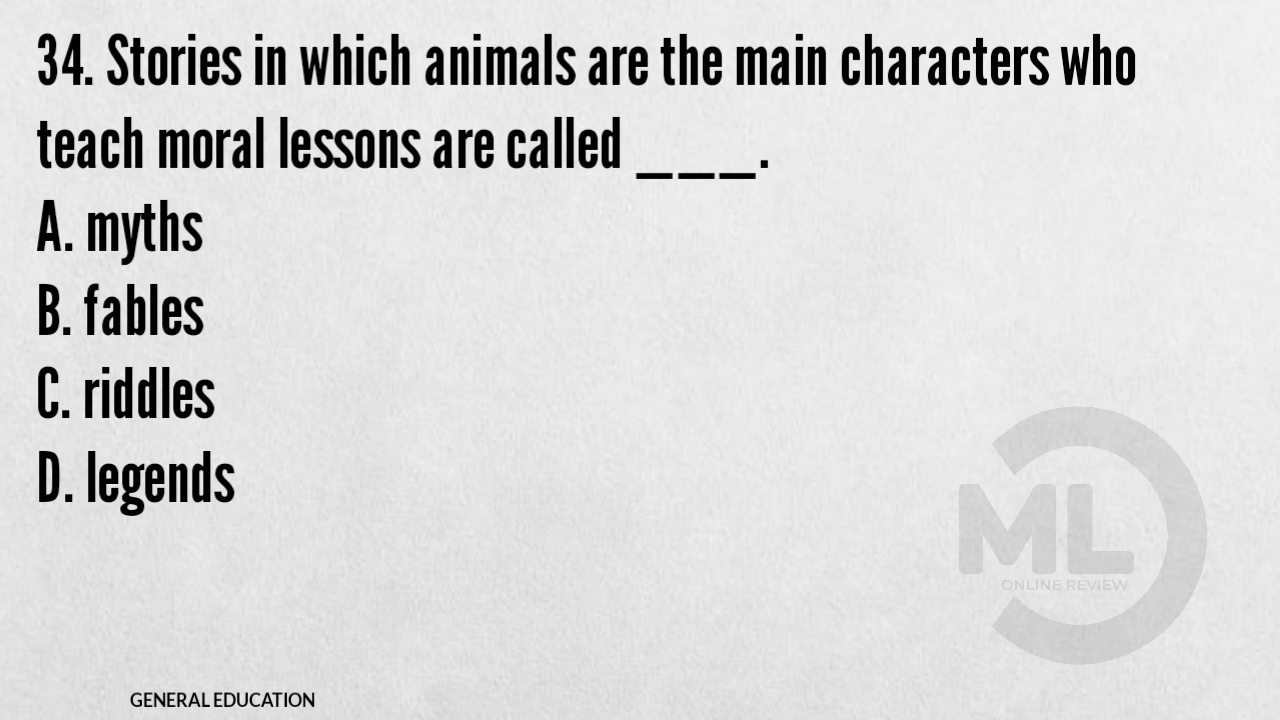 34. Stories in which animals are the main characters who
teach moral lessons are called ___.
A. myths
B. fables
C. riddles
D. legends
ML
ONLINE REVIEW
GENERAL EDUCATION